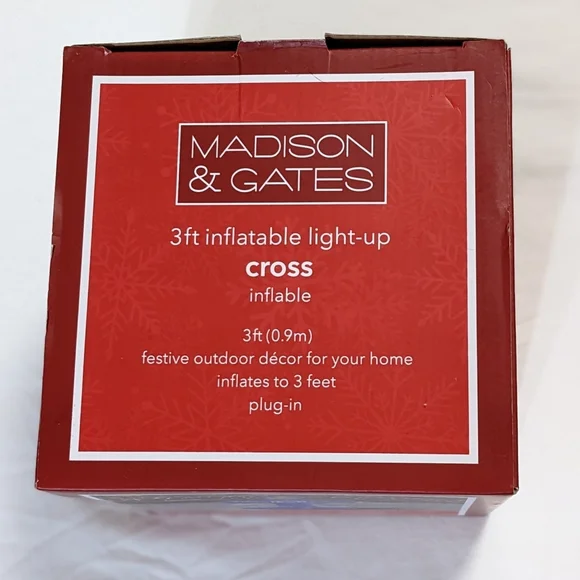 MADISON
& GATES
3ft inflatable light-up
cross
inflable
3ft (0.9m)
festive outdoor décor for your home
inflates to 3 feet
plug-in